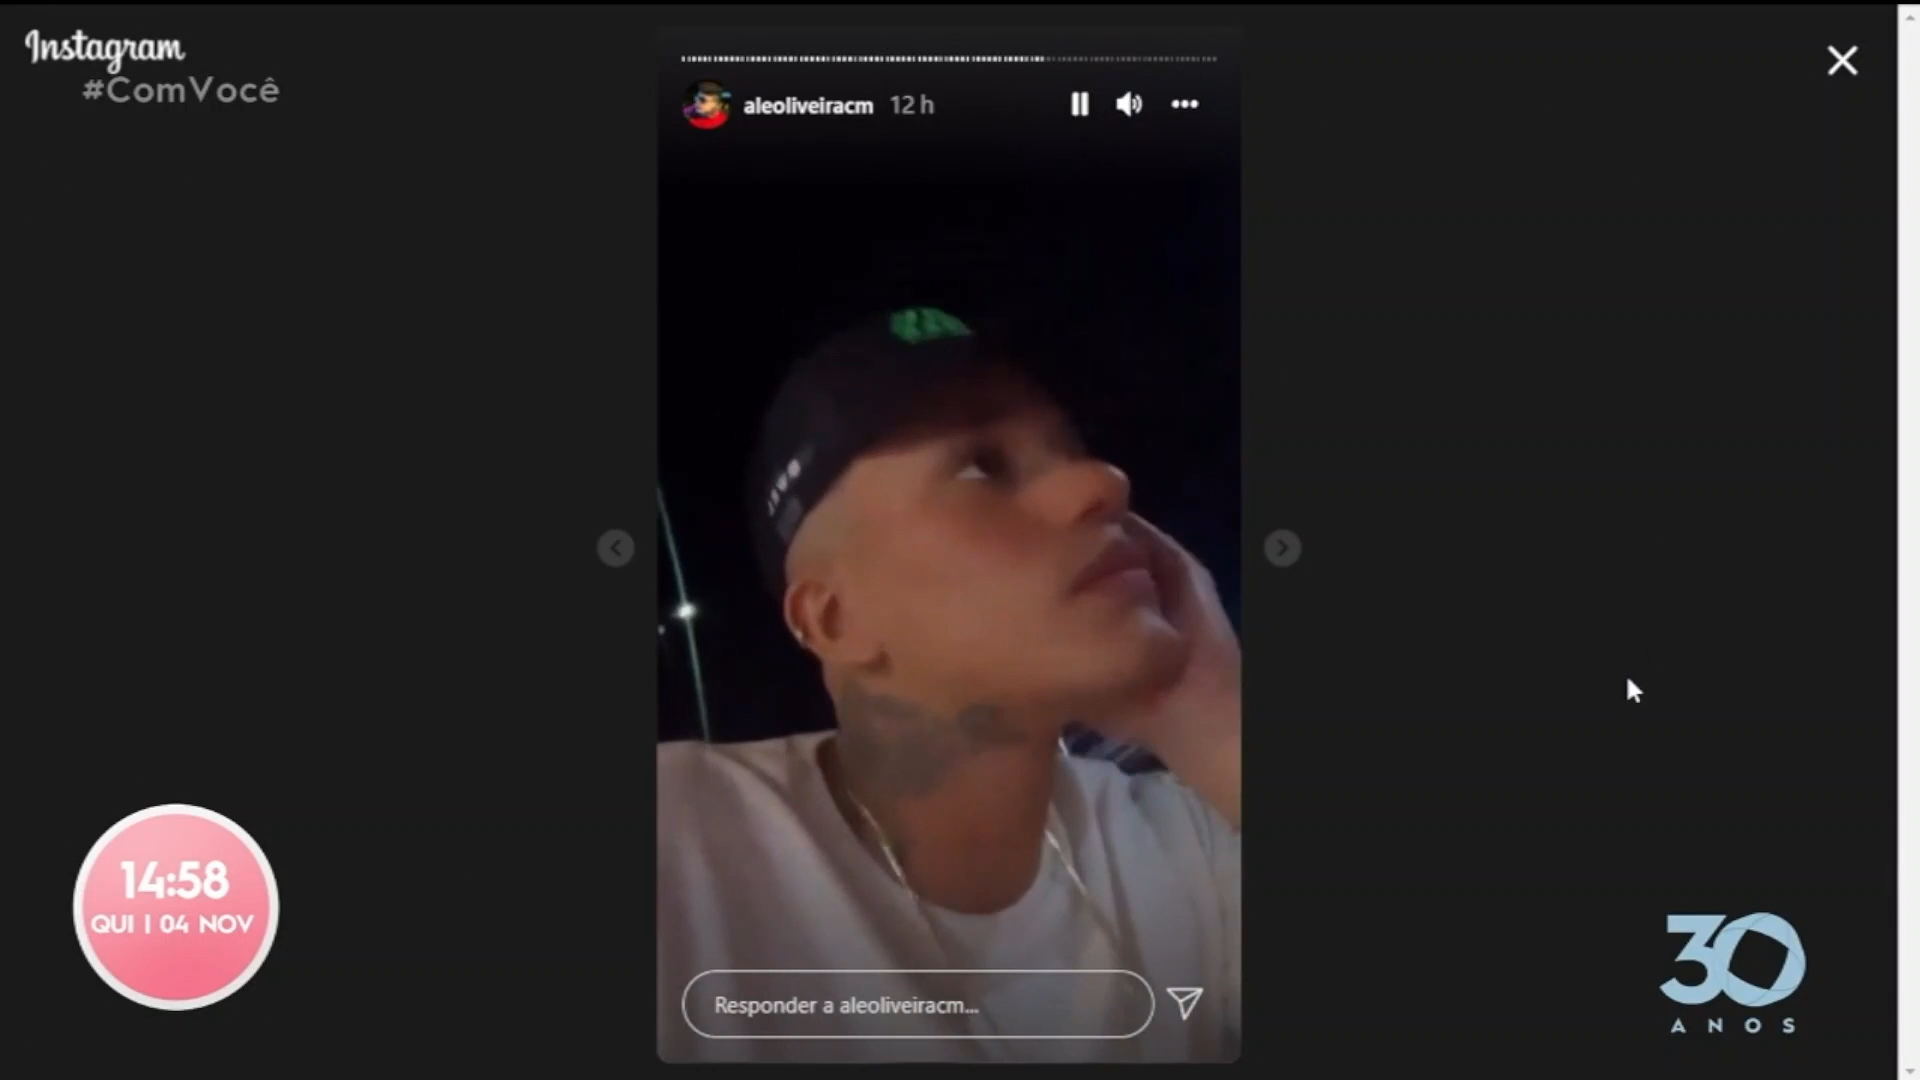 Instagram
#ComVocê
aleoliveiracm 12 h
14:58
QUI | 04 NOV
Responder a aleoliveiracm...
30
ANOS